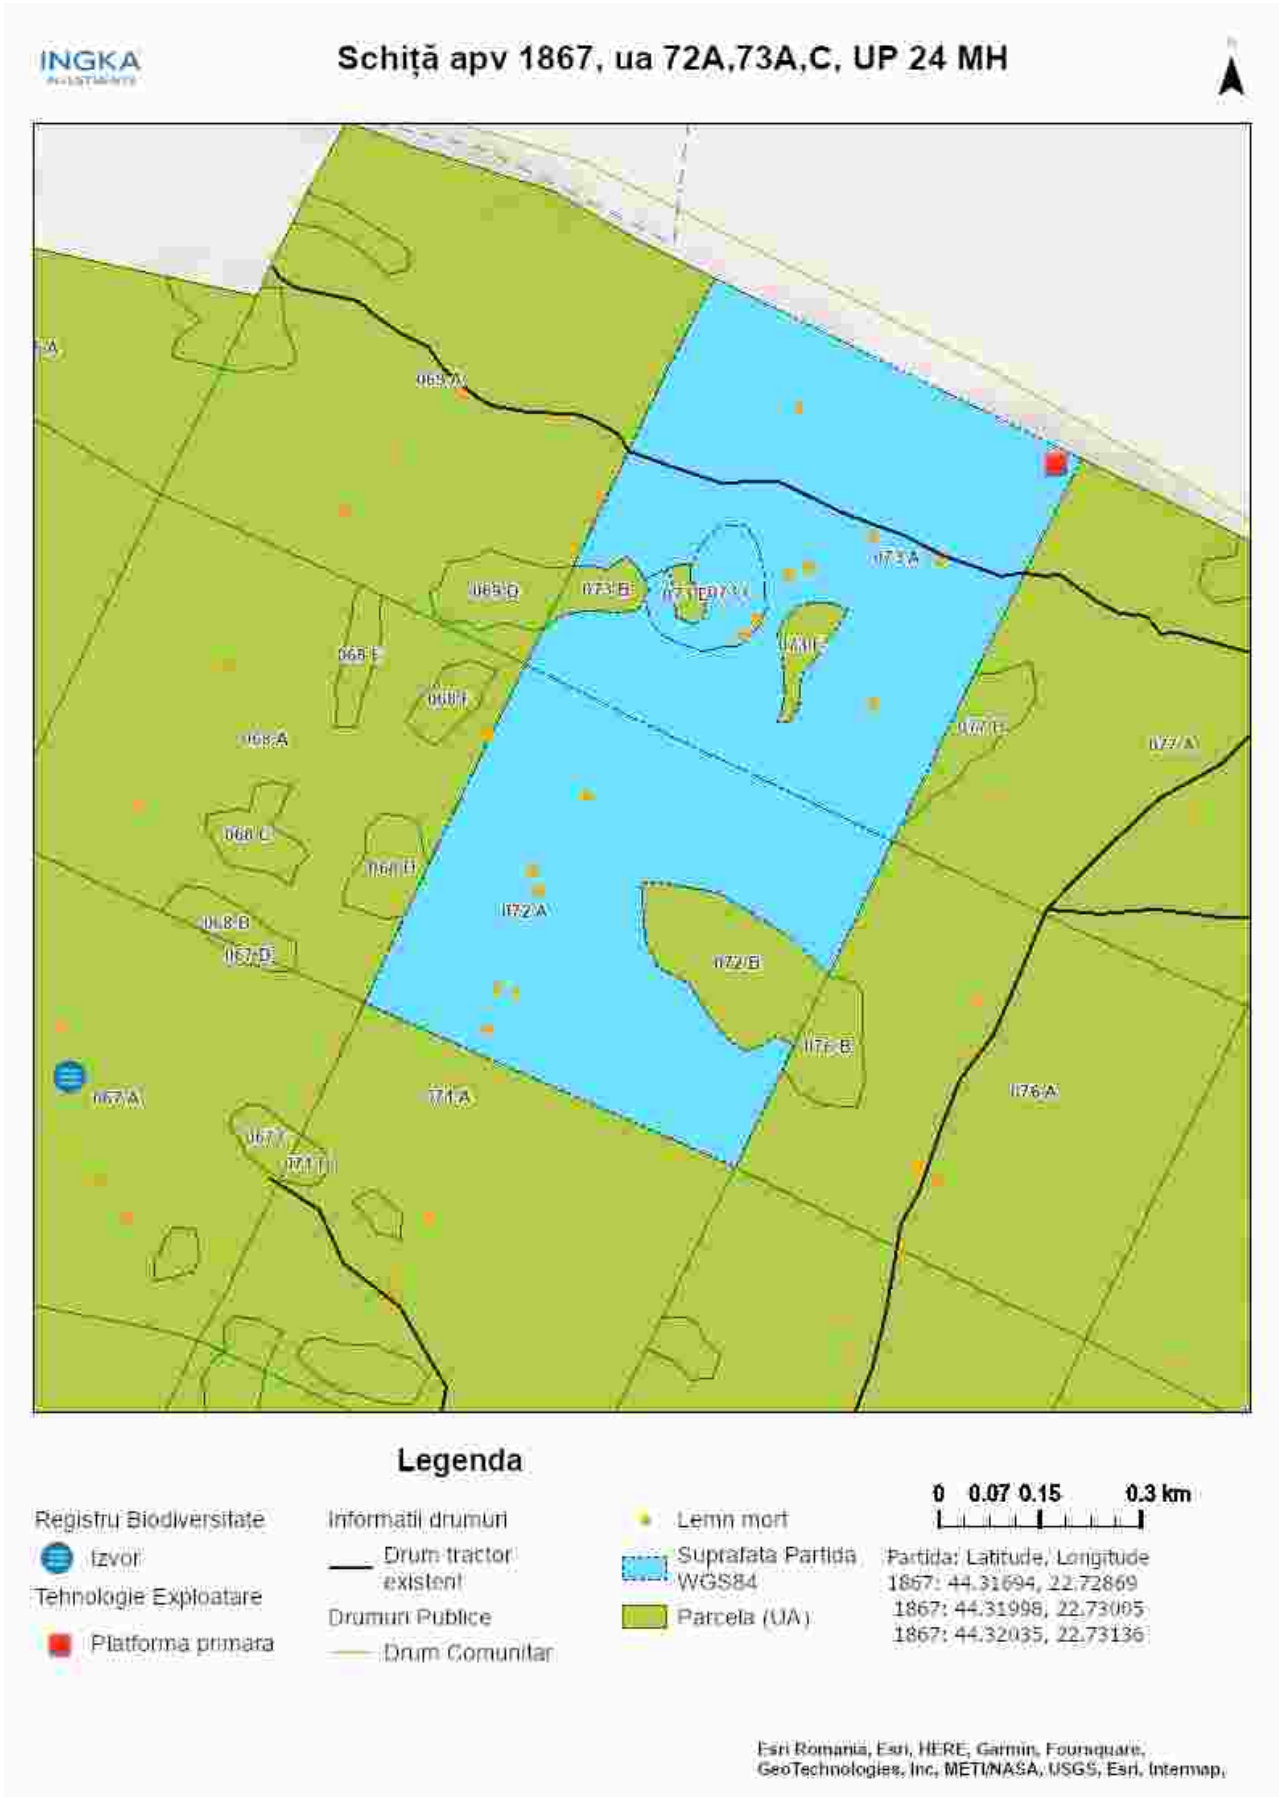 INGKA
INVESTMENTS
Schiță apv 1867, ua 72A,73A,C, UP 24 MH
069 A
073 A
069 D
073 B
068 E
068 F
068 A
077 A
068 C
068 D
072 A
068 B
067 D
072 B
076 B
067 A
071 A
076 A
Legenda
Registru Biodiversitate
Izvor
Tehnologie Exploatare
Platforma primara
Informatii drumuri
Drum tractor
existent
Drumuri Publice
Drum Comunitar
Lemn mort
Suprafata Partida
WGS84
Parcela (UA)
0 0.07 0.15 0.3 km
Partida: Latitude, Longitude
1867: 44.31694, 22.72869
1867: 44.31998, 22.73005
1867: 44.32035, 22.73136
Esri Romania, Esri, HERE, Garmin, Foursquare,
GeoTechnologies, Inc, METI/NASA, USGS, Esri, Intermap,